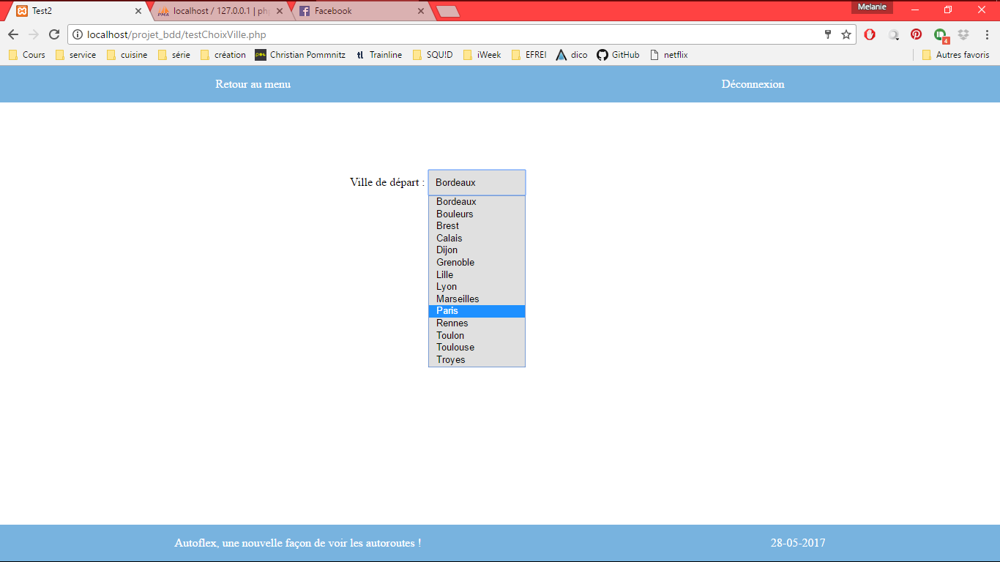 Test2
localhost / 127.0.0.1 | ph
Facebook
Melanie
localhost/projet_bdd/testChoixVille.php
4
Cours
service
cuisine
série
création
Christian Pommnitz
tl Trainline
SQU!D
iWeek
EFREI
dico
GitHub
netflix
Autres favoris
Retour au menu
Déconnexion
Ville de départ :
Bordeaux
Bordeaux
Bouleurs
Brest
Calais
Dijon
Grenoble
Lille
Lyon
Marseilles
Paris
Rennes
Toulon
Toulouse
Troyes
Autoflex, une nouvelle façon de voir les autoroutes !
28-05-2017